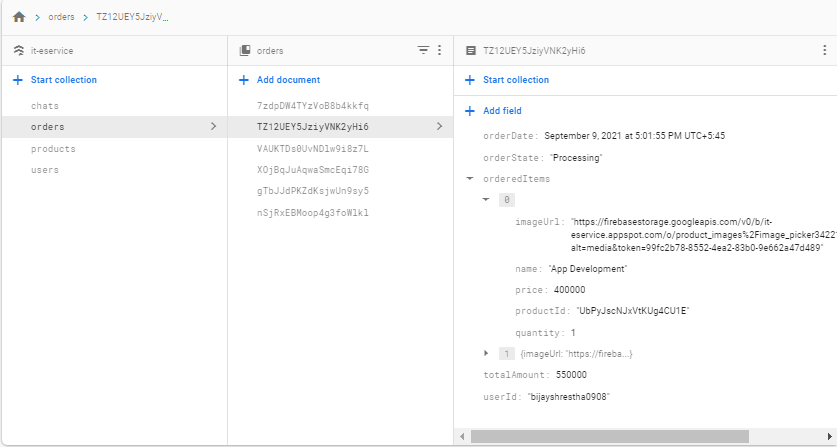 orders
TZ12UEY5JziyV...
it-eservice
orders
TZ12UEY5JziyVNK2yHi6
Start collection
Add document
Start collection
chats
7zdpDW4TYzVoB8b4kkfq
Add field
orders
TZ12UEY5JziyVNK2yHi6
orderDate: September 9, 2021 at 5:01:55 PM UTC+5:45
products
VAUKTDs0UvNDlw9i8z7L
orderState: "Processing"
users
XOjBqJuAqwaSmcEqi78G
orderedItems
gTbJJdPKZdKsjwUn9sy5
0
nSjRxEBMoop4g3foWlkl
imageUrl: "https://firebasestorage.googleapis.com/v0/b/it-
eservice.appspot.com/o/product_images%2Fimage_picker3422
alt=media&token=99fc2b78-8552-4ea2-83b0-9e662a47d489"
name: "App Development"
price: 400000
productId: "UbPyJscNJxVtKUg4CU1E"
quantity: 1
1 {imageUrl: "https://fireba...}
totalAmount: 550000
userId: "bijayshrestha0908"